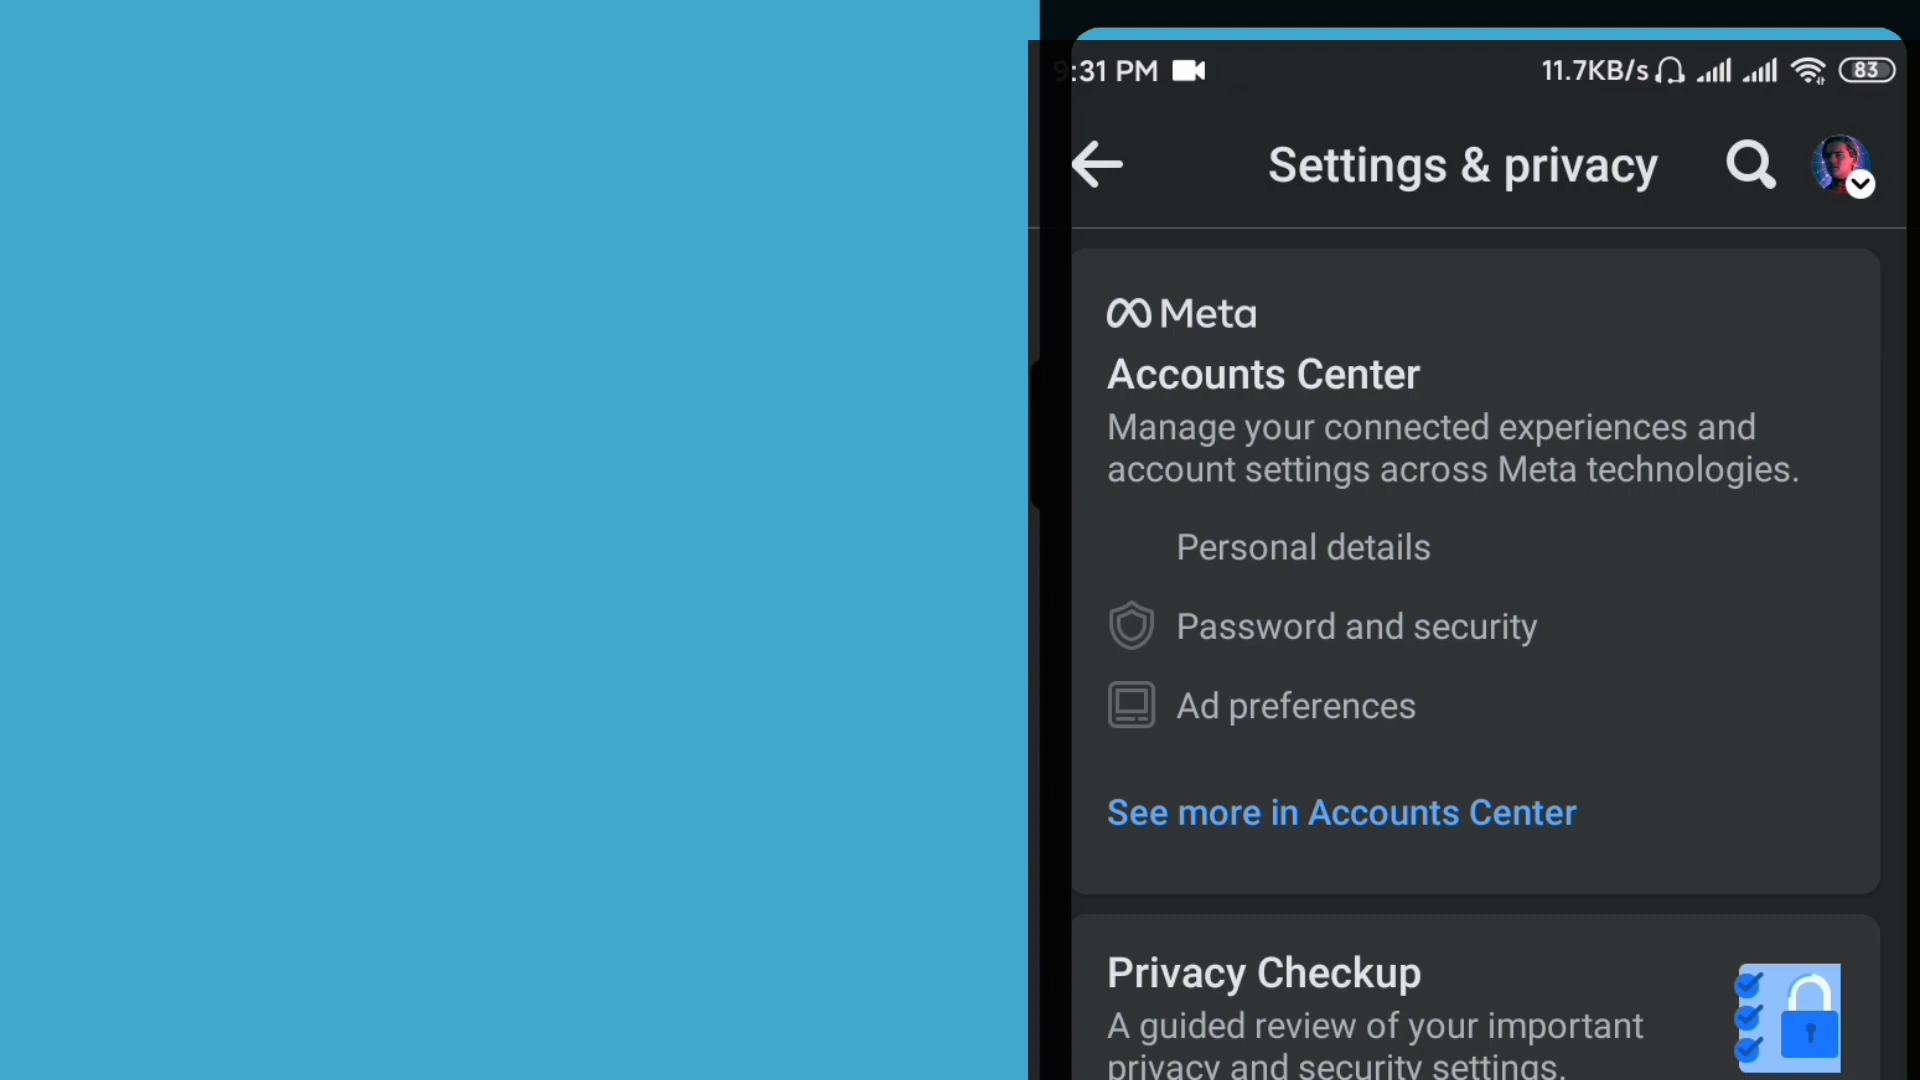 9:31 PM 11.7KB/s 83
Settings & privacy
Meta
Accounts Center
Manage your connected experiences and
account settings across Meta technologies.
Personal details
Password and security
Ad preferences
See more in Accounts Center
Privacy Checkup
A guided review of your important
privacy and security settings.